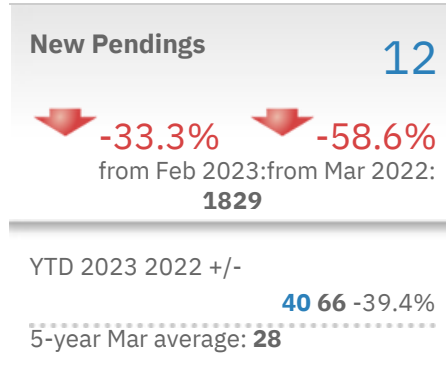 New Pendings
12
-33.3% -58.6%
from Feb 2023:from Mar 2022:
1829
YTD 2023 2022 +/-
40 66 -39.4%
5-year Mar average: 28